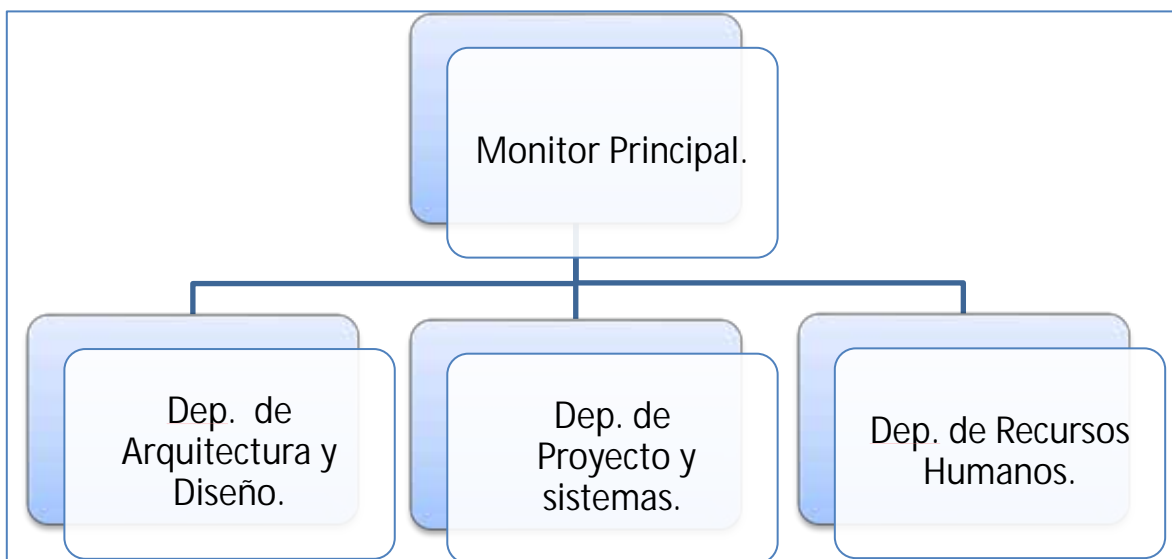 Monitor Principal.
Dep. de
Arquitectura y
Diseño.
Dep. de
Proyecto y
sistemas.
Dep. de Recursos
Humanos.